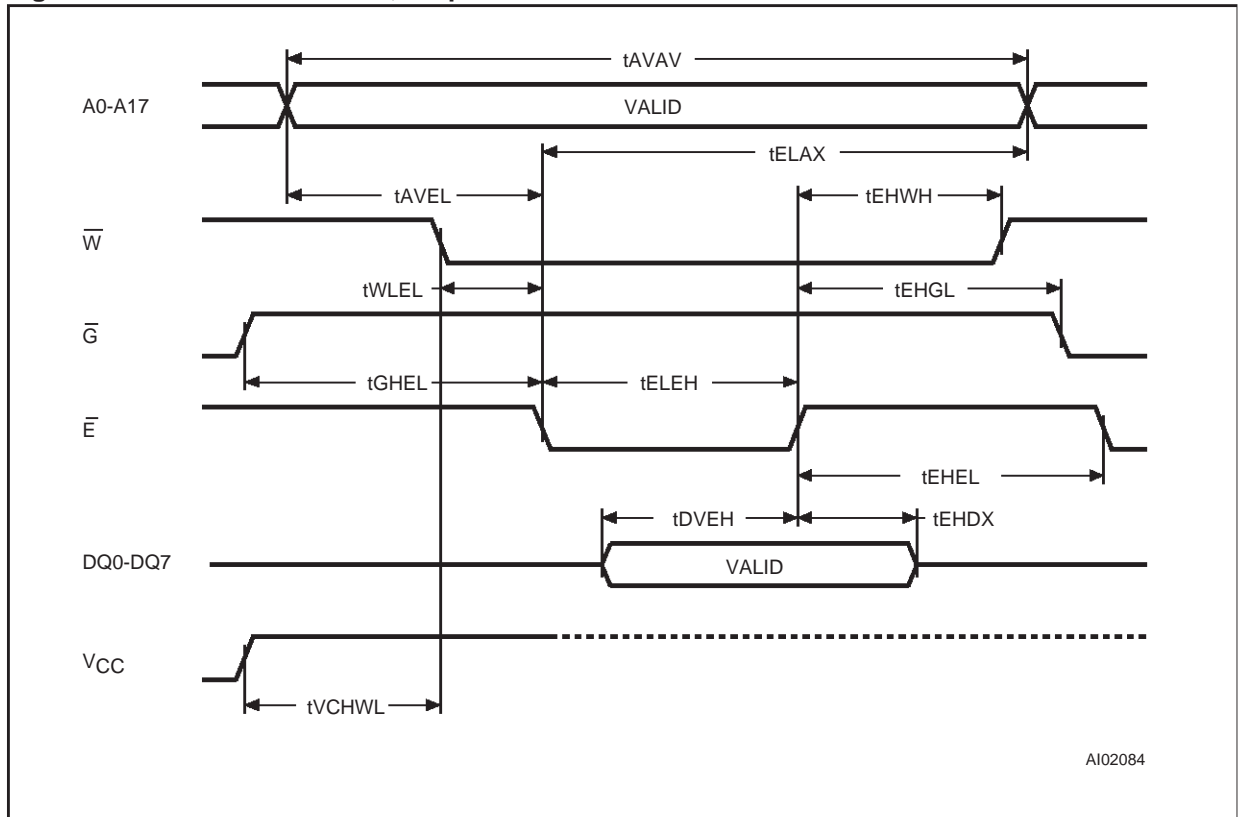 tAVAV
A0-A17
VALID
tELAX
tAVEL
tEHWH
W̅
tWLEL
tEHGL
G̅
tGHEL
tELEH
E̅
tEHEL
tDVEH
tEHDX
DQ0-DQ7
VALID
VCC
tVCHWL
AI02084